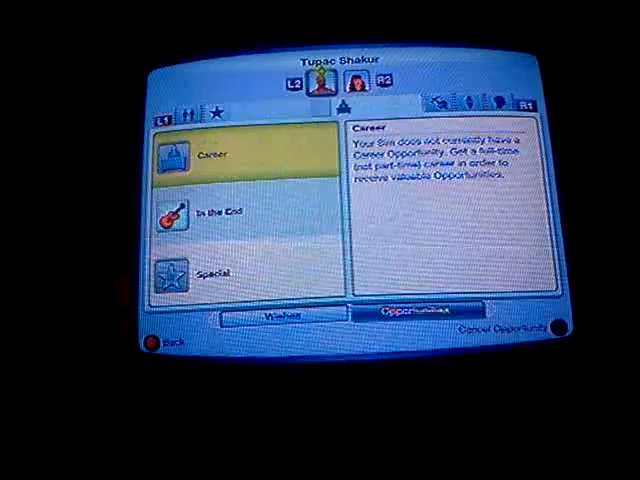 Tupac Shakur
L2
R2
L1
R1
Career
Career
Your Sim does not currently have a
Career Opportunity. Get a full-time
(not part-time) career in order to
receive valuable Opportunities.
In the End
Special
Wishes
Opportunities
Cancel Opportunity
Back